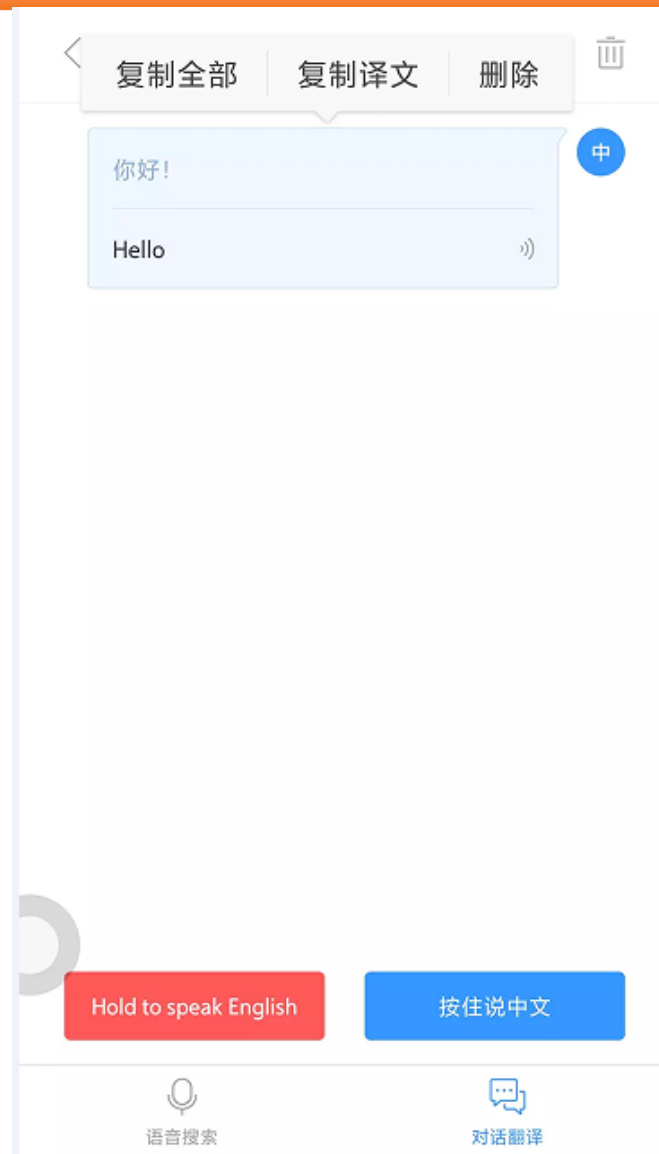 复制全部 复制译文 删除
中
你好！
Hello
Hold to speak English 按住说中文
语音搜索 对话翻译